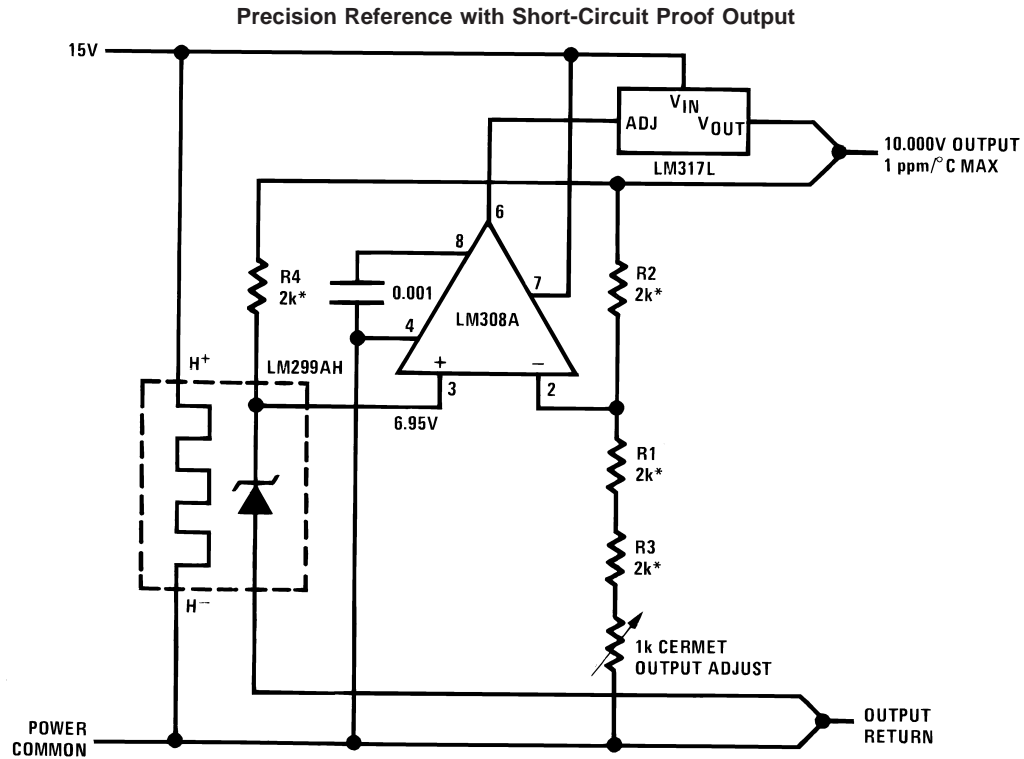 Precision Reference with Short-Circuit Proof Output
15V
VIN
ADJ
VOUT
LM317L
10.000V OUTPUT
1 ppm/°C MAX
6
8
7
R4
2k*
0.001
LM308A
R2
2k*
4
H+
LM299AH
+
−
3
2
6.95V
R1
2k*
R3
2k*
H−
1k CERMET
OUTPUT ADJUST
POWER
COMMON
OUTPUT
RETURN